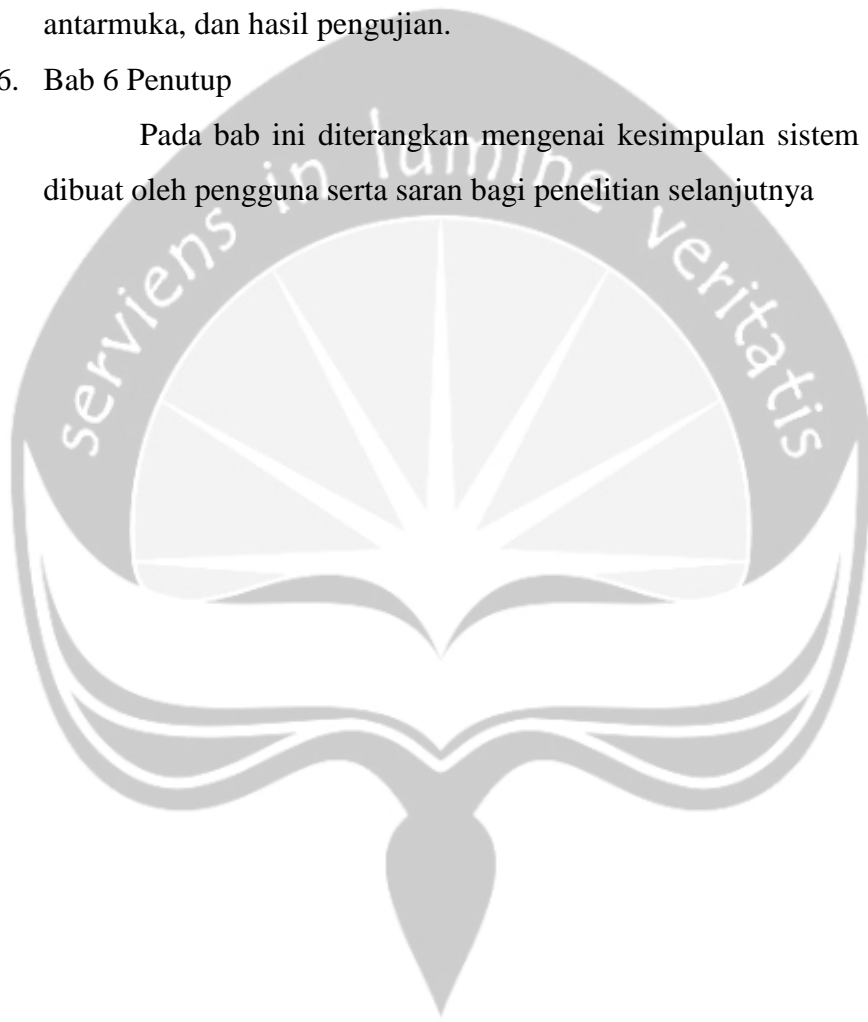 antarmuka, dan hasil pengujian.
6. Bab 6 Penutup
Pada bab ini diterangkan mengenai kesimpulan sistem
dibuat oleh pengguna serta saran bagi penelitian selanjutnya
serviens in lumine veritatis